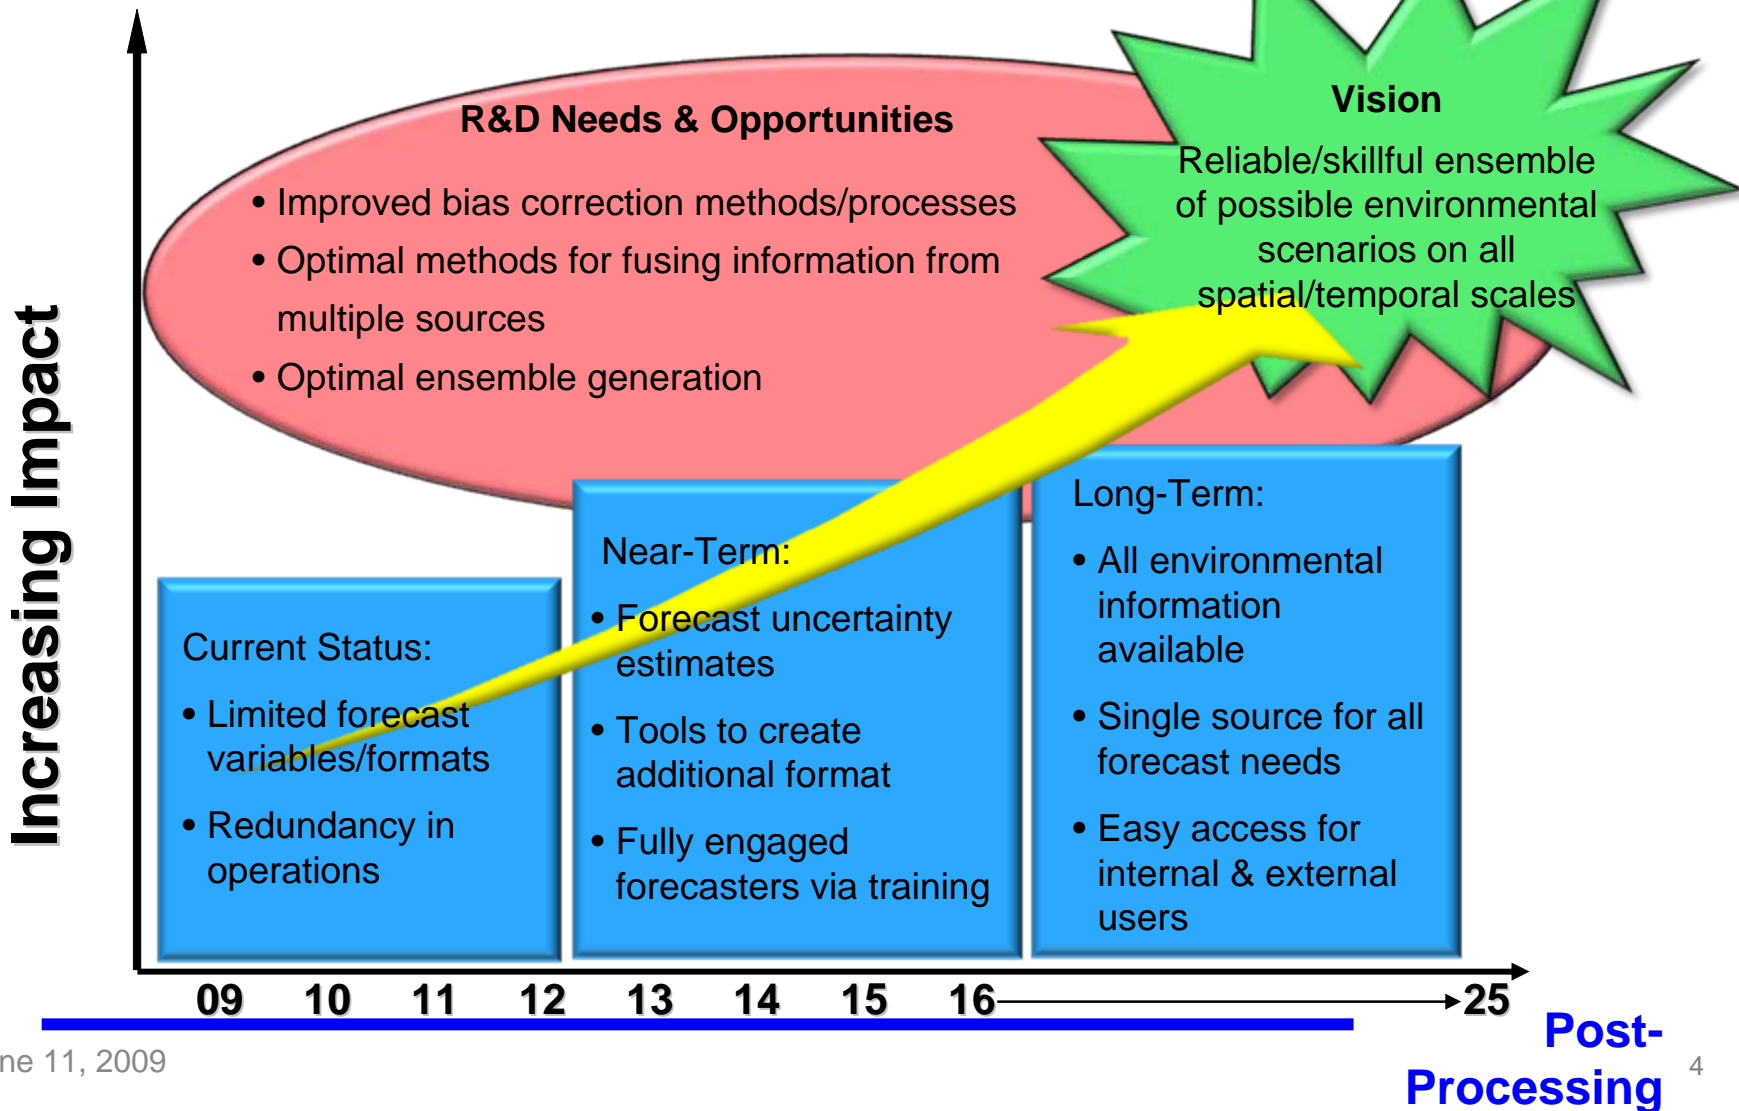 R&D Needs & Opportunities
• Improved bias correction methods/processes
• Optimal methods for fusing information from
multiple sources
• Optimal ensemble generation
Vision
Reliable/skillful ensemble
of possible environmental
scenarios on all
spatial/temporal scales
Increasing Impact
Current Status:
• Limited forecast
variables/formats
• Redundancy in
operations
Near-Term:
• Forecast uncertainty
estimates
• Tools to create
additional format
• Fully engaged
forecasters via training
Long-Term:
• All environmental
information
available
• Single source for all
forecast needs
• Easy access for
internal & external
users
09 10 11 12 13 14 15 16 25
ne 11, 2009
Post-
Processing
4